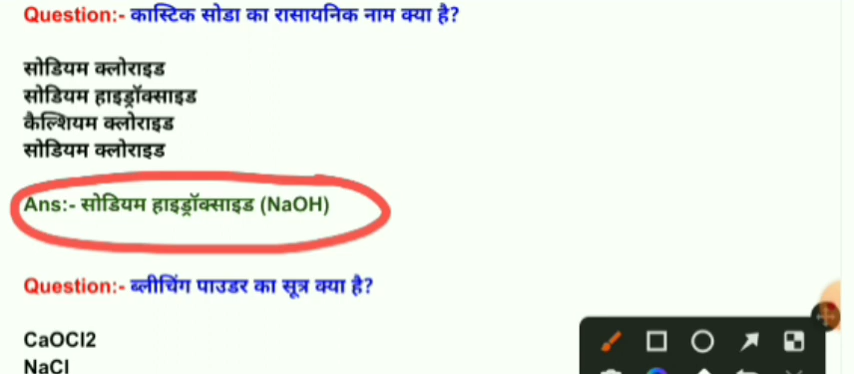 Question:- कास्टिक सोडा का रासायनिक नाम क्या है?
सोडियम क्लोराइड
सोडियम हाइड्रॉक्साइड
कैल्शियम क्लोराइड
सोडियम क्लोराइड
Ans:- सोडियम हाइड्रॉक्साइड (NaOH)
Question:- ब्लीचिंग पाउडर का सूत्र क्या है?
CaOCl2
NaCl